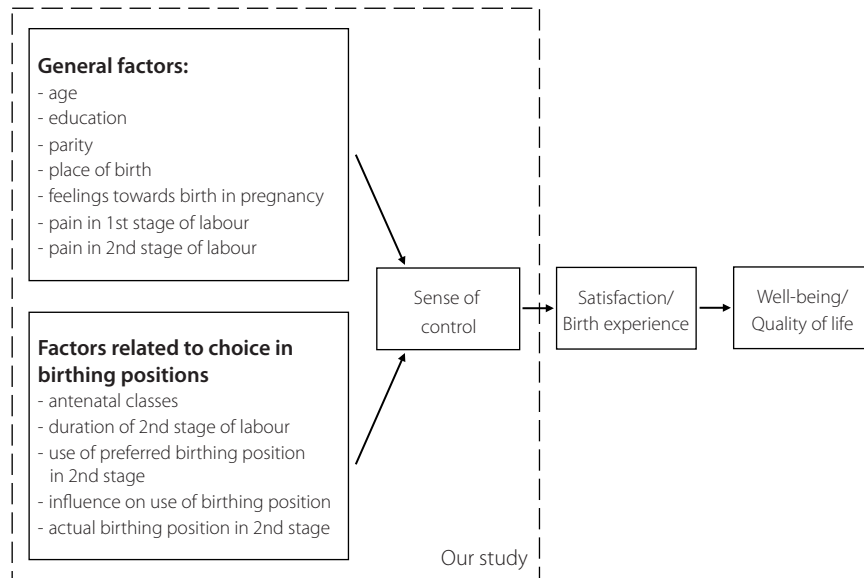 General factors:
- age
- education
- parity
- place of birth
- feelings towards birth in pregnancy
- pain in 1st stage of labour
- pain in 2nd stage of labour
Factors related to choice in
birthing positions
- antenatal classes
- duration of 2nd stage of labour
- use of preferred birthing position
in 2nd stage
- influence on use of birthing position
- actual birthing position in 2nd stage
Sense of
control
Satisfaction/
Birth experience
Well-being/
Quality of life
Our study